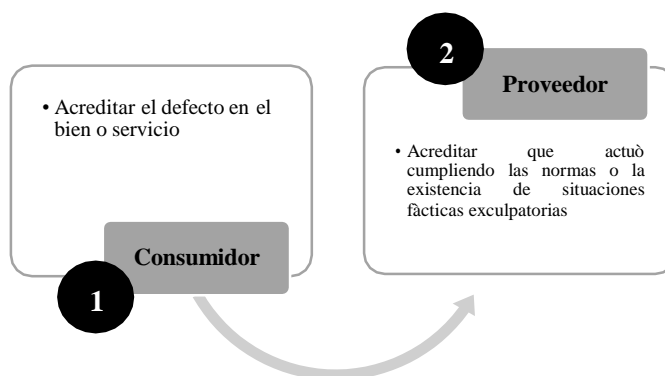 • Acreditar el defecto en el
bien o servicio
Consumidor
1
2
Proveedor
• Acreditar que actuò
cumpliendo las normas o la
existencia de situaciones
fàcticas exculpatorias